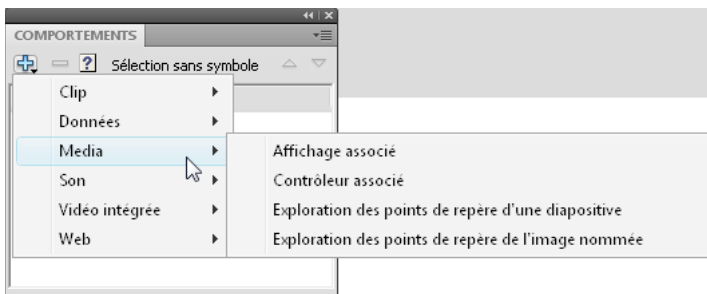 COMPORTEMENTS
Sélection sans symbole
Clip
Données
Media
Son
Vidéo intégrée
Web
Affichage associé
Contrôleur associé
Exploration des points de repère d'une diapositive
Exploration des points de repère de l'image nommée